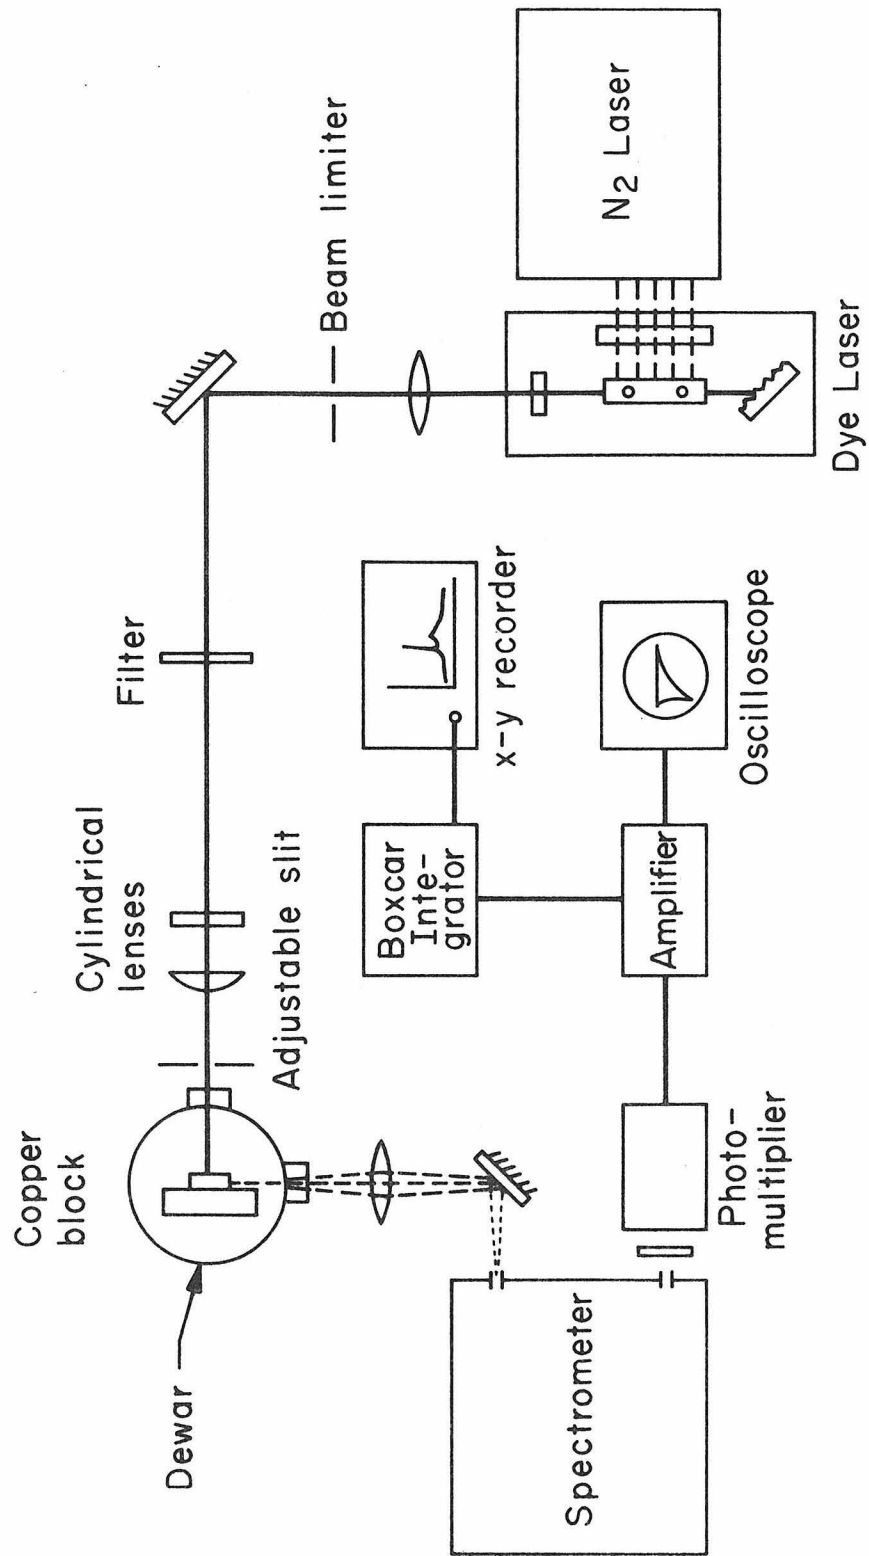 Copper
block
Dewar
Cylindrical
lenses
Adjustable slit
Filter
Beam limiter
N2 Laser
Dye Laser
Boxcar
Inte-
grator
x-y recorder
Spectrometer
Photo-
multiplier
Amplifier
Oscilloscope